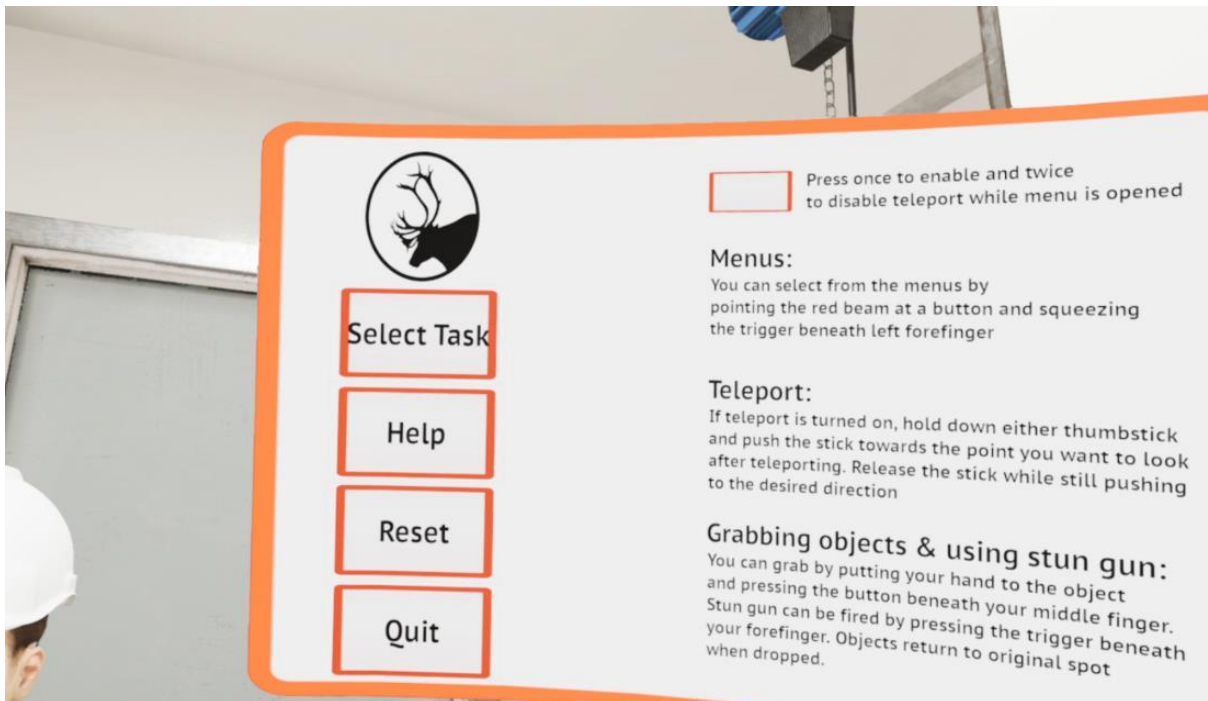 Select Task
Help
Reset
Quit
Press once to enable and twice
to disable teleport while menu is opened
Menus:
You can select from the menus by
pointing the red beam at a button and squeezing
the trigger beneath left forefinger
Teleport:
If teleport is turned on, hold down either thumbstick
and push the stick towards the point you want to look
after teleporting. Release the stick while still pushing
to the desired direction
Grabbing objects & using stun gun:
You can grab by putting your hand to the object
and pressing the button beneath your middle finger.
Stun gun can be fired by pressing the trigger beneath
your forefinger. Objects return to original spot
when dropped.